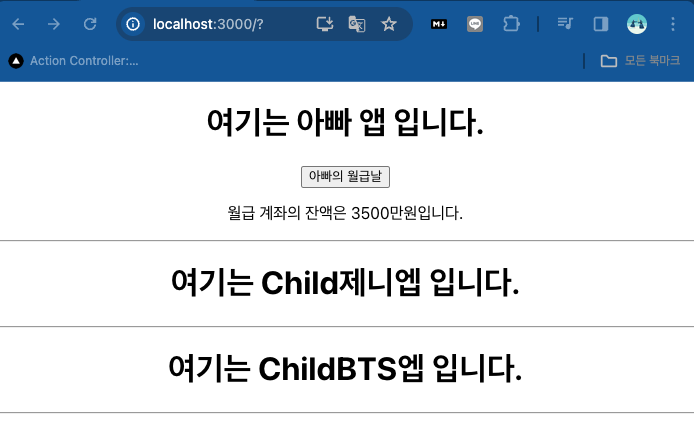 localhost:3000/?
M↓
LINE
Action Controller:...
모든 북마크
여기는 아빠 앱 입니다.
아빠의 월급날
월급 계좌의 잔액은 3500만원입니다.
여기는 Child제니엡 입니다.
여기는 ChildBTS엡 입니다.